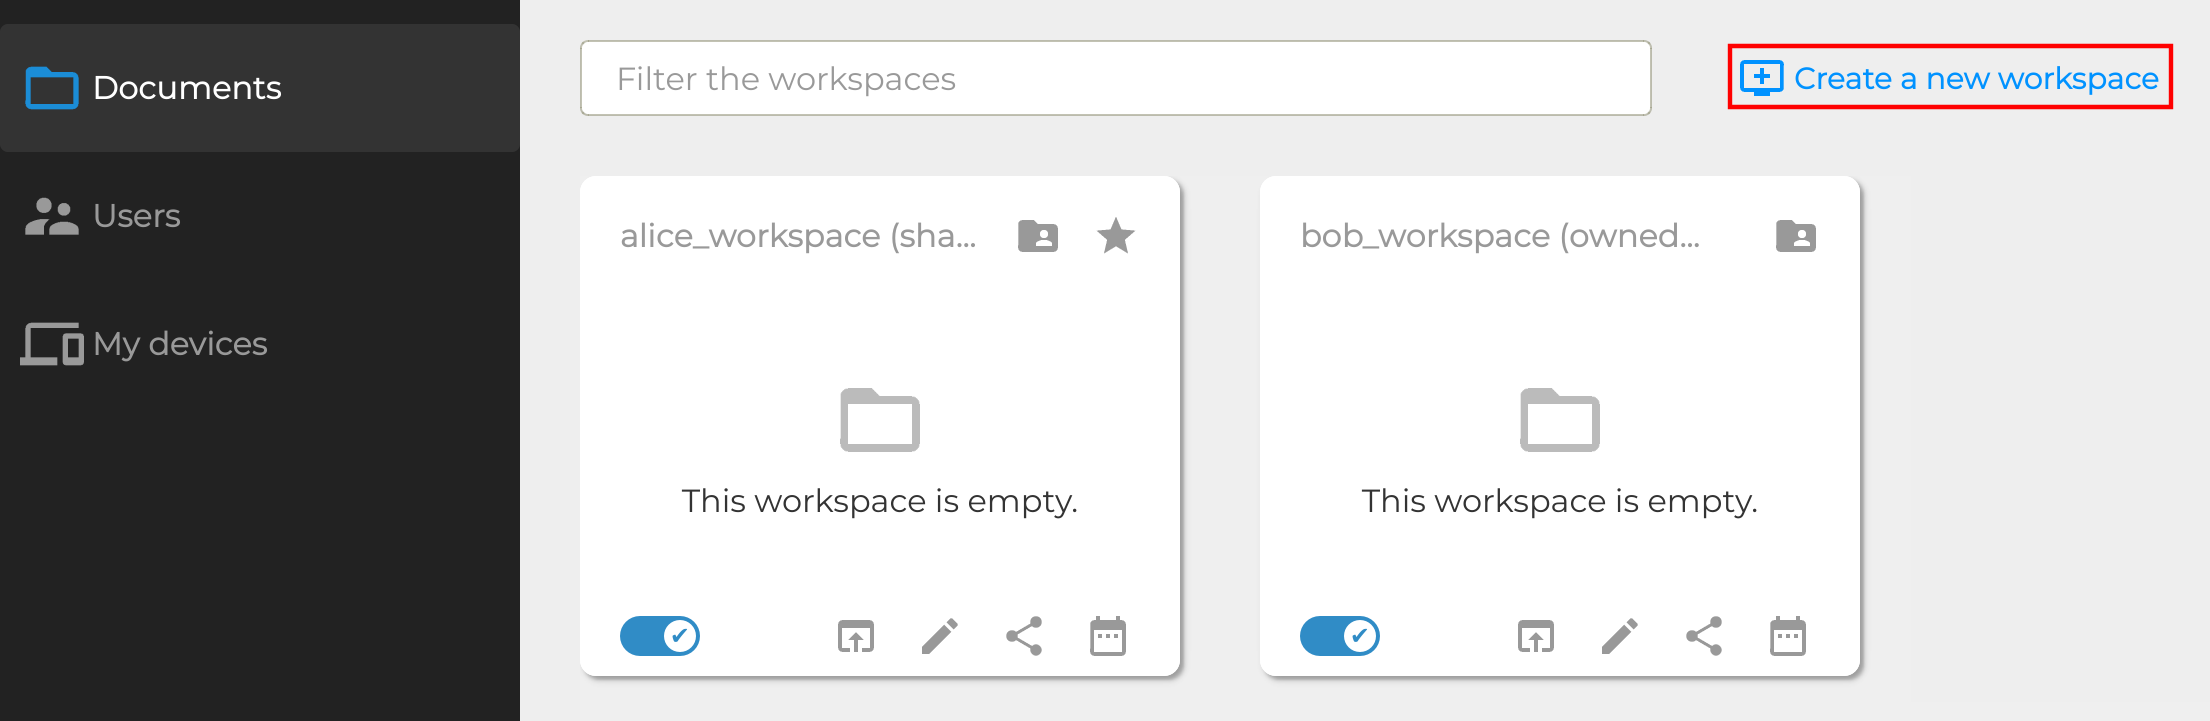 Documents
Users
My devices
Filter the workspaces
Create a new workspace
alice_workspace (sha...
This workspace is empty.
bob_workspace (owned...
This workspace is empty.